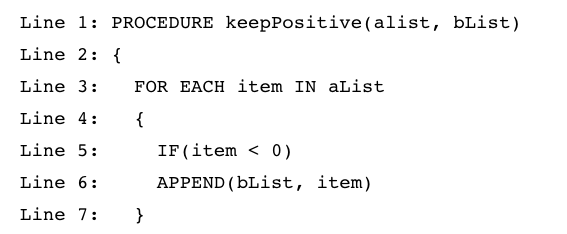 Line 1: PROCEDURE keepPositive(alist, bList)
Line 2: {
Line 3:   FOR EACH item IN aList
Line 4:   {
Line 5:     IF(item < 0)
Line 6:     APPEND(bList, item)
Line 7:   }